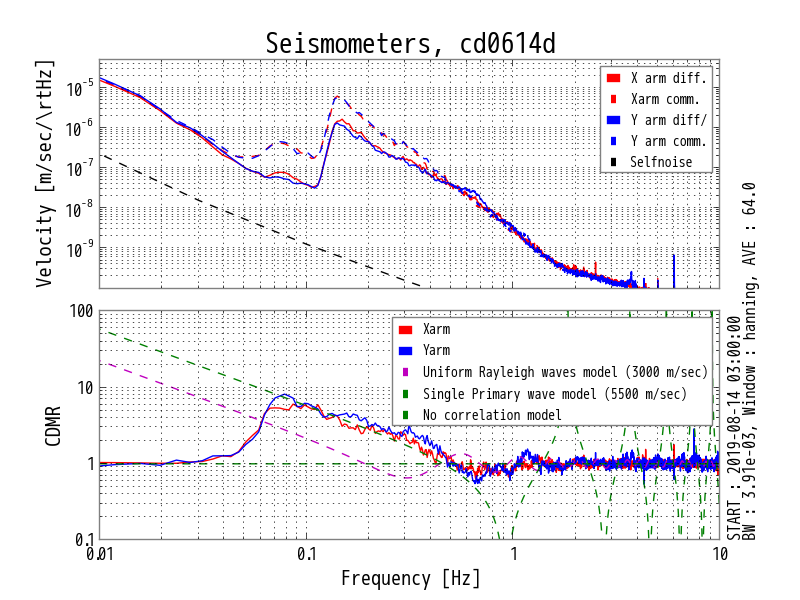 Seismometers, cd0614d
Velocity [m/sec/\rtHz]
10^-5
10^-6
10^-7
10^-8
10^-9
X arm diff.
Xarm comm.
Y arm diff/
Y arm comm.
Selfnoise
CDMR
100
10
1
0.1
Xarm
Yarm
Uniform Rayleigh waves model (3000 m/sec)
Single Primary wave model (5500 m/sec)
No correlation model
0.01
0.1
1
10
Frequency [Hz]
START : 2019-08-14 03:00:00
BW : 3.91e-03, Window : hanning, AVE : 64.0